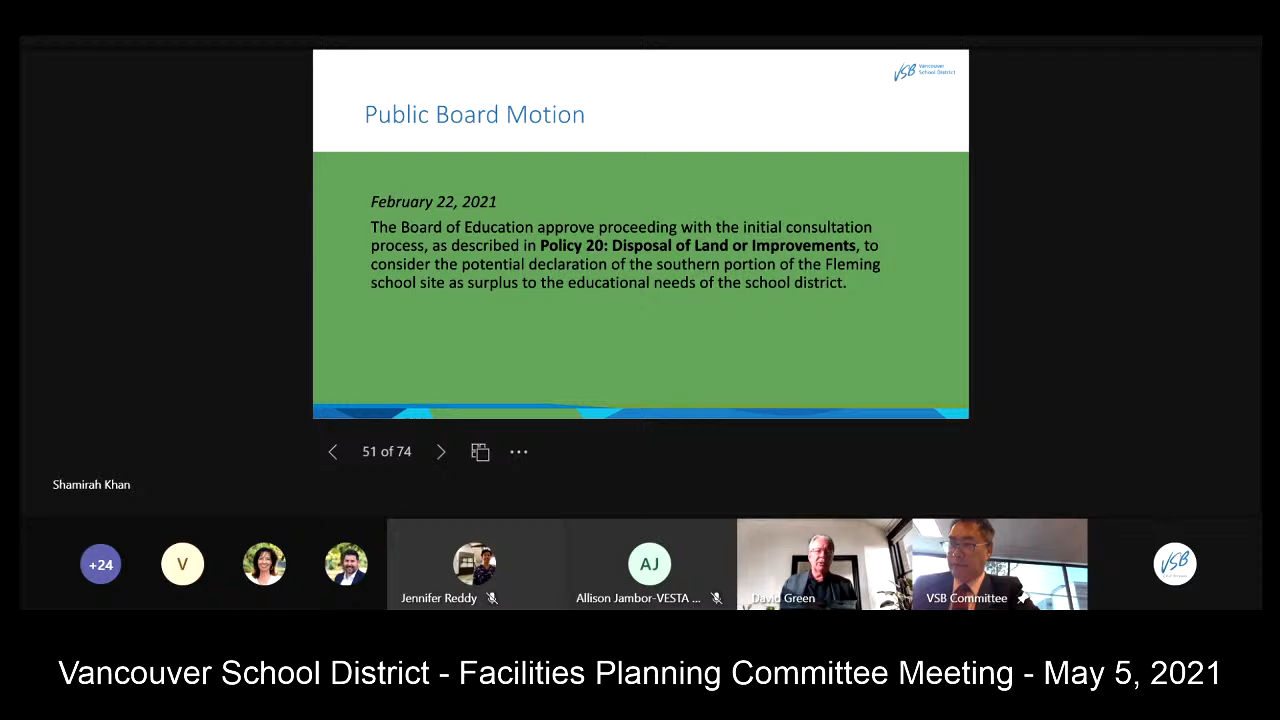 VSB Vancouver
School District
Public Board Motion
February 22, 2021
The Board of Education approve proceeding with the initial consultation
process, as described in Policy 20: Disposal of Land or Improvements, to
consider the potential declaration of the southern portion of the Fleming
school site as surplus to the educational needs of the school district.
51 of 74
Shamirah Khan
+24
V
Jennifer Reddy
AJ
Allison Jambor-VESTA ...
David Green
VSB Committee
VSB
Vancouver School District - Facilities Planning Committee Meeting - May 5, 2021